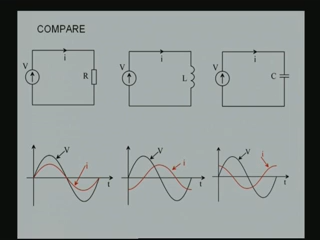 COMPARE
i i i
V R V L V C
V i V i V i
t t t